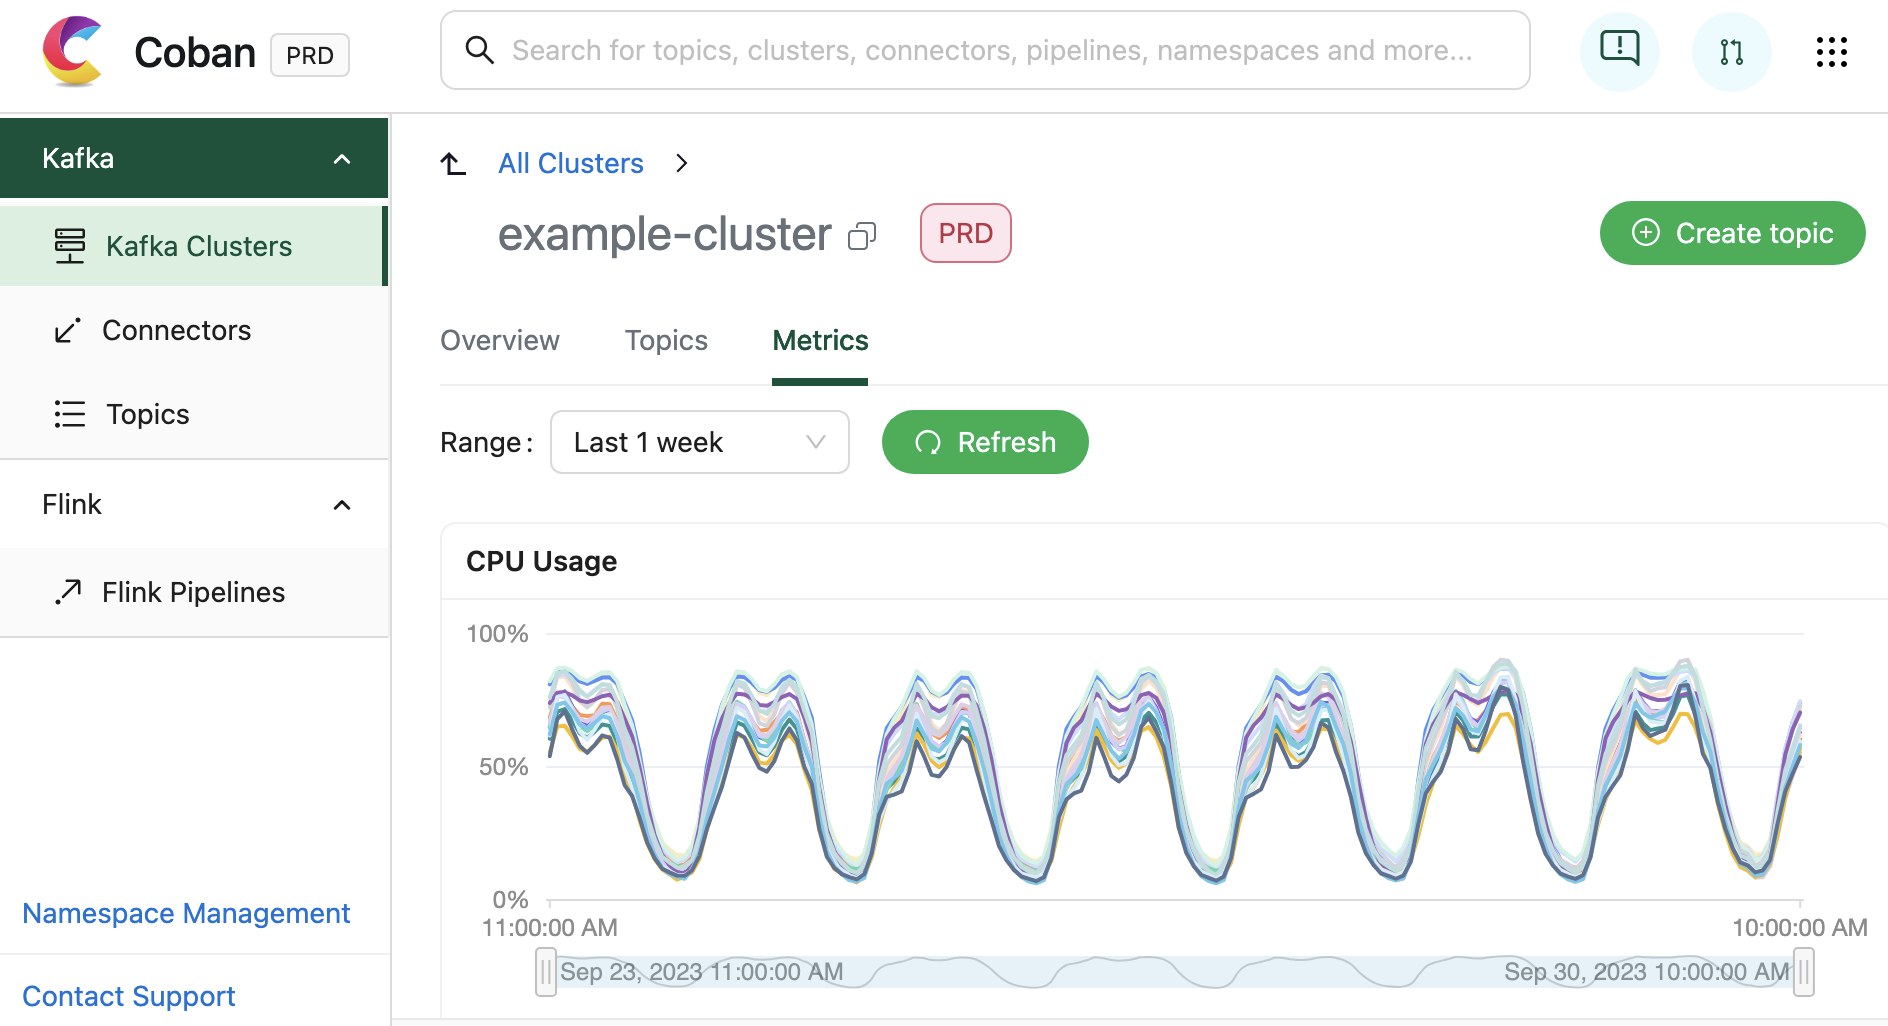 Coban PRD
Search for topics, clusters, connectors, pipelines, namespaces and more...
Kafka
Kafka Clusters
Connectors
Topics
Flink
Flink Pipelines
Namespace Management
Contact Support
All Clusters
example-cluster PRD
Create topic
Overview Topics Metrics
Range: Last 1 week Refresh
CPU Usage
100%
50%
0%
11:00:00 AM 10:00:00 AM
Sep 23, 2023 11:00:00 AM Sep 30, 2023 10:00:00 AM